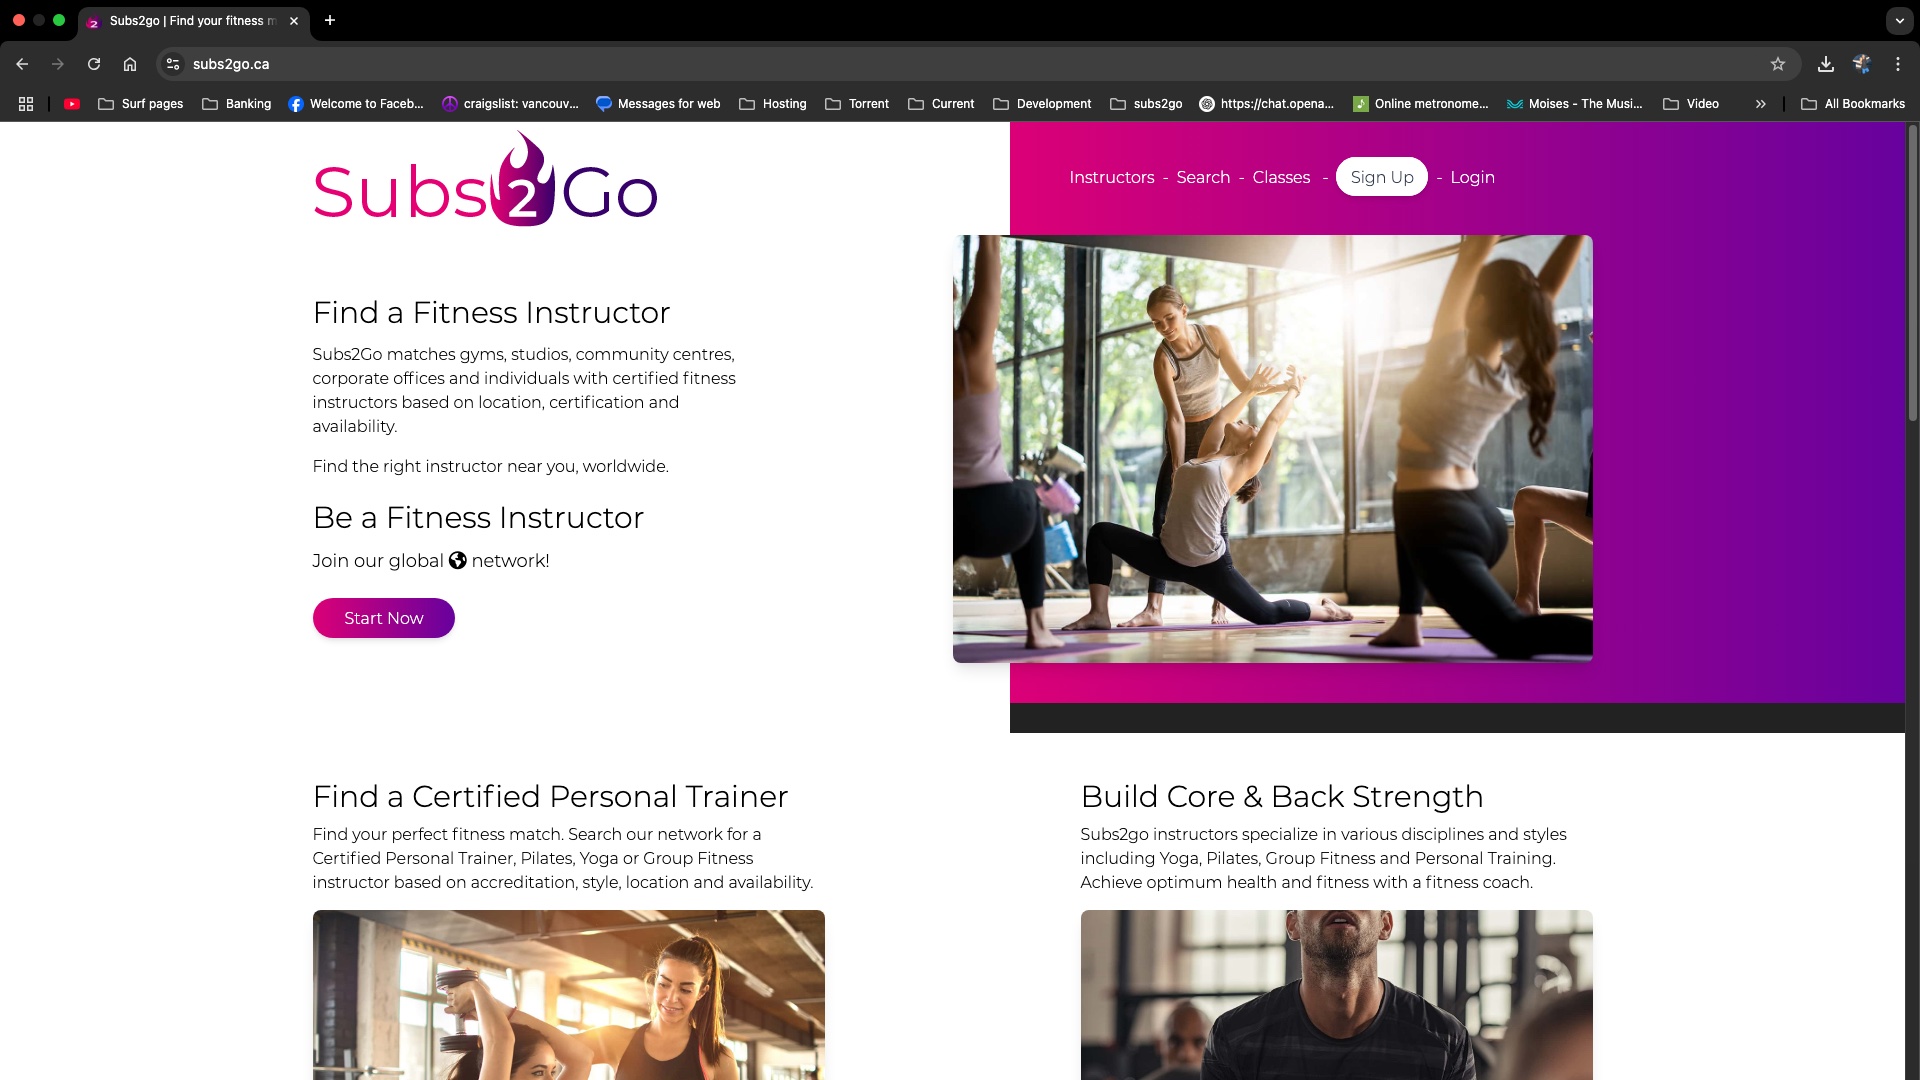 Subs2go | Find your fitness m
subs2go.ca
Surf pages
Banking
Welcome to Faceb...
craigslist: vancouv...
Messages for web
Hosting
Torrent
Current
Development
subs2go
https://chat.opena...
Online metronome...
Moises - The Musi...
Video
All Bookmarks
Subs2Go
Instructors - Search - Classes - Sign Up - Login
Find a Fitness Instructor
Subs2Go matches gyms, studios, community centres,
corporate offices and individuals with certified fitness
instructors based on location, certification and
availability.
Find the right instructor near you, worldwide.
Be a Fitness Instructor
Join our global network!
Start Now
Find a Certified Personal Trainer
Find your perfect fitness match. Search our network for a
Certified Personal Trainer, Pilates, Yoga or Group Fitness
instructor based on accreditation, style, location and availability.
Build Core & Back Strength
Subs2go instructors specialize in various disciplines and styles
including Yoga, Pilates, Group Fitness and Personal Training.
Achieve optimum health and fitness with a fitness coach.